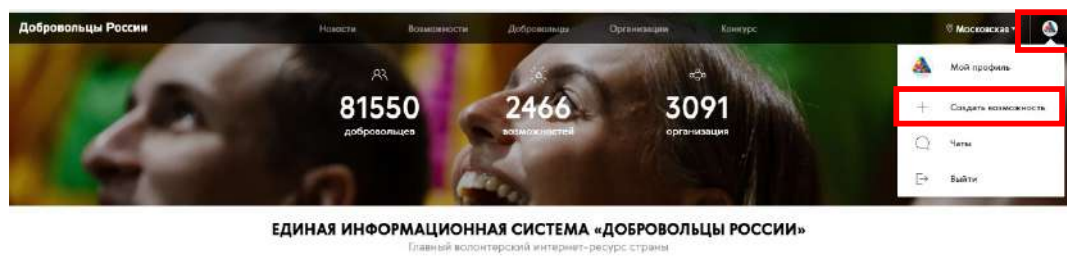 Добровольцы России
Новости Возможности Добровольцы Организации Конкурс
Московская
81550 2466 3091
добровольцев возможностей организация
Мой профиль
Создать возможность
Чаты
Выйти
ЕДИНАЯ ИНФОРМАЦИОННАЯ СИСТЕМА «ДОБРОВОЛЬЦЫ РОССИИ»
Главный волонтерский интернет-ресурс страны